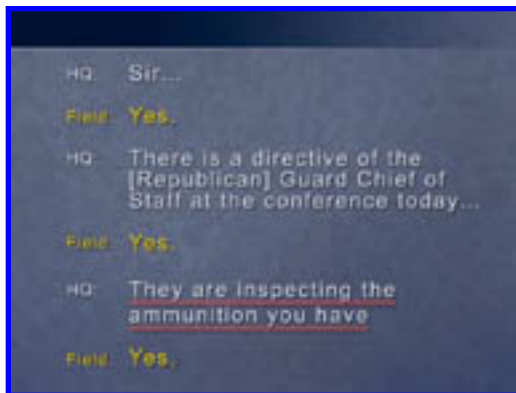 HQ: Sir...
Field: Yes.
HQ: There is a directive of the
[Republican] Guard Chief of
Staff at the conference today...
Field: Yes.
HQ: They are inspecting the
ammunition you have
Field: Yes.